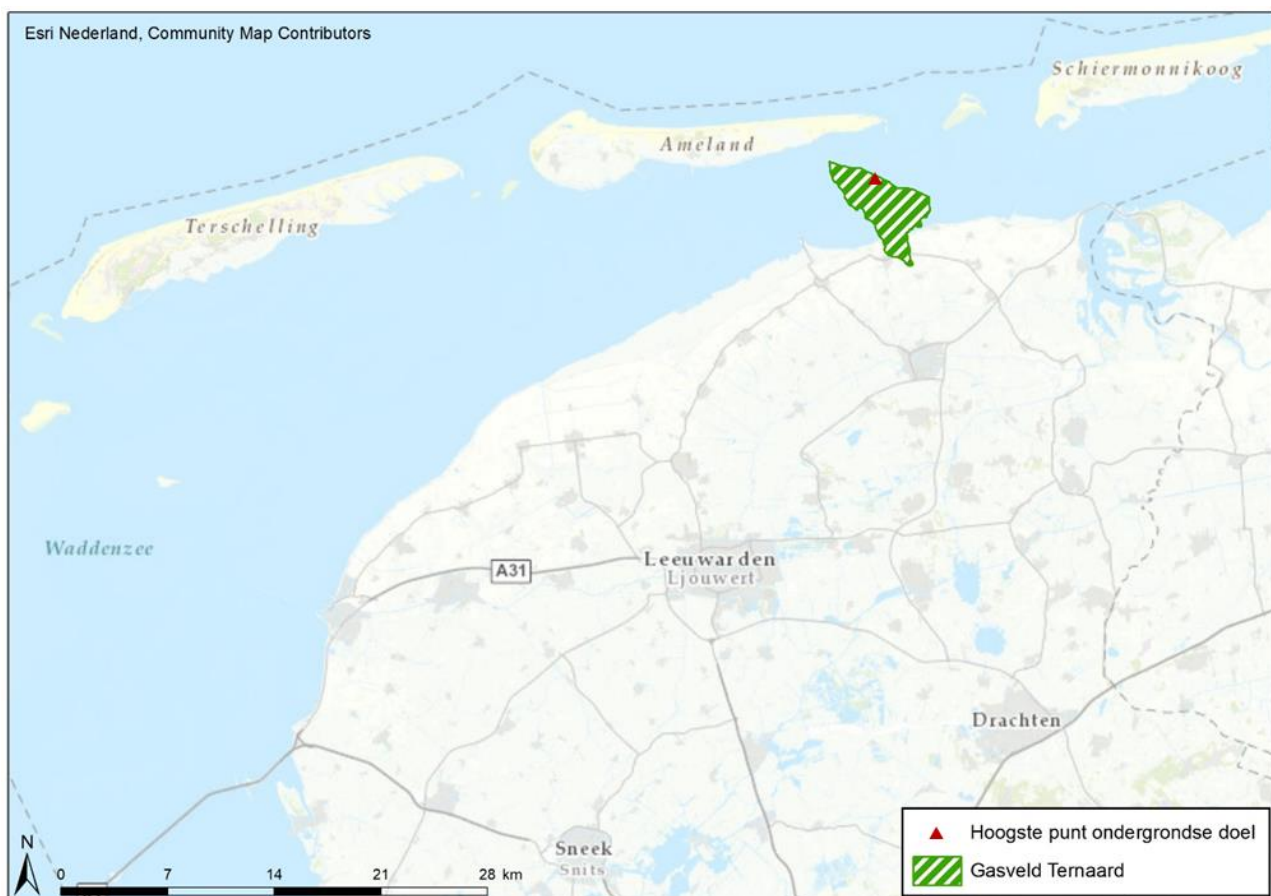 Esri Nederland, Community Map Contributors
Schiermonnikoog
Ameland
Terschelling
Waddenzee
A31
Leeuwarden
Ljouwert
Drachten
Sneek
Snits
N
0 7 14 21 28 km
Hoogste punt ondergrondse doel
Gasveld Ternaard